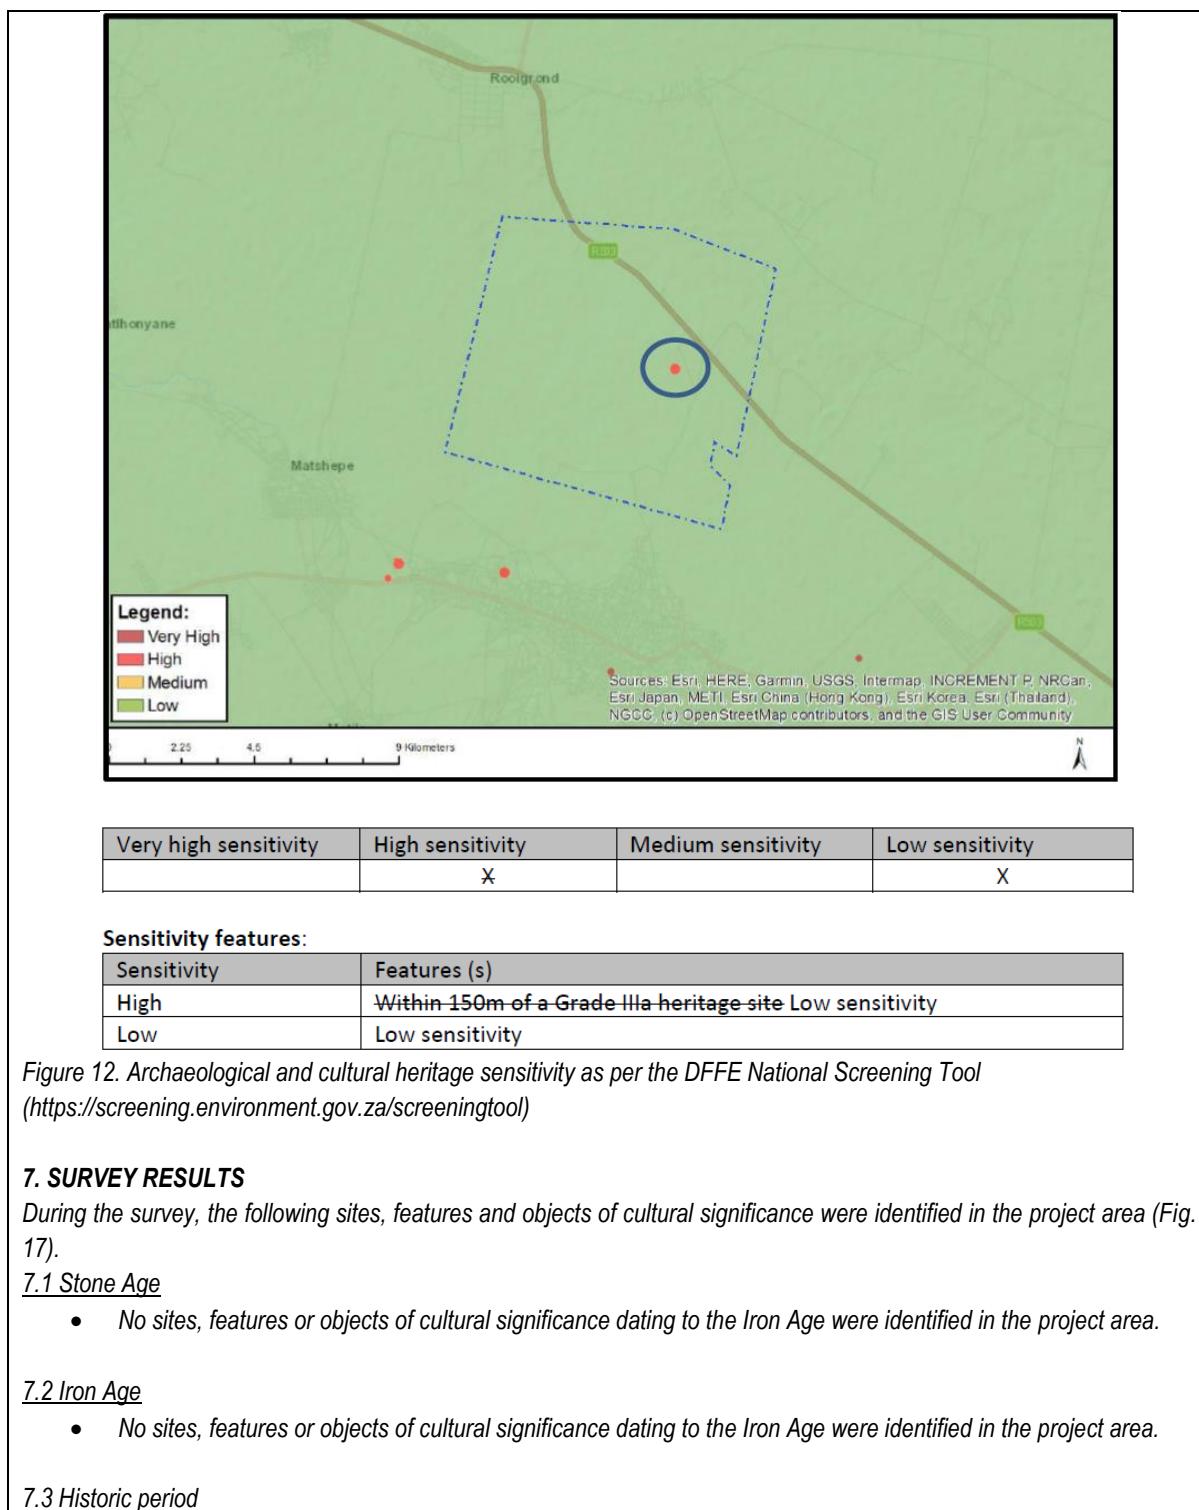 Rooigrond
R503
tlhonyane
Matshepe
Legend:
Very High
High
Medium
Low
R503
Sources: Esri, HERE, Garmin, USGS, Intermap, INCREMENT P, NRCan,
Esri Japan, METI, Esri China (Hong Kong), Esri Korea, Esri (Thailand),
NGCC, (c) OpenStreetMap contributors, and the GIS User Community
0 2.25 4.5 9 Kilometers
N
Very high sensitivity High sensitivity Medium sensitivity Low sensitivity
X X
Sensitivity features:
Sensitivity Features (s)
High Within 150m of a Grade IIIa heritage site Low sensitivity
Low Low sensitivity
Figure 12. Archaeological and cultural heritage sensitivity as per the DFFE National Screening Tool
(https://screening.environment.gov.za/screeningtool)
7. SURVEY RESULTS
During the survey, the following sites, features and objects of cultural significance were identified in the project area (Fig.
17).
7.1 Stone Age
• No sites, features or objects of cultural significance dating to the Iron Age were identified in the project area.
7.2 Iron Age
• No sites, features or objects of cultural significance dating to the Iron Age were identified in the project area.
7.3 Historic period